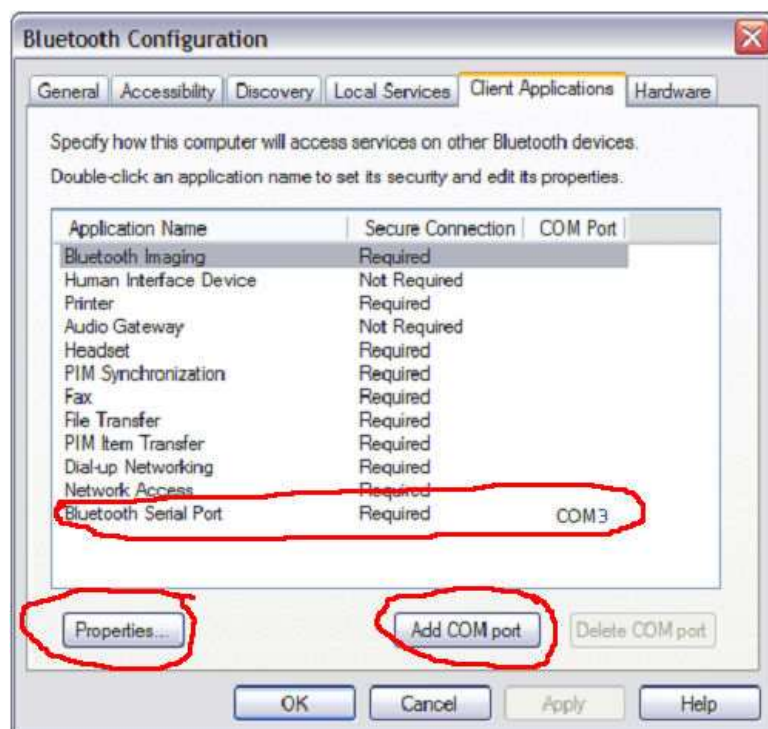 Bluetooth Configuration
General Accessibility Discovery Local Services Client Applications Hardware
Specify how this computer will access services on other Bluetooth devices.
Double-click an application name to set its security and edit its properties.
Application Name Secure Connection COM Port
Bluetooth Imaging Required
Human Interface Device Not Required
Printer Required
Audio Gateway Not Required
Headset Required
PIM Synchronization Required
Fax Required
File Transfer Required
PIM Item Transfer Required
Dial-up Networking Required
Network Access Required
Bluetooth Serial Port Required COM3
Properties... Add COM port Delete COM port
OK Cancel Apply Help